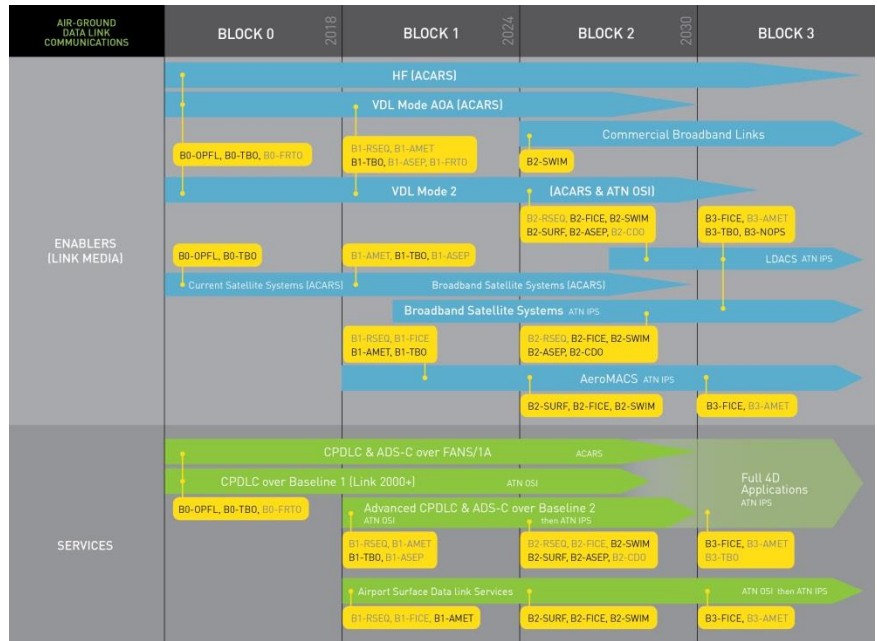 AIR-GROUND
DATA LINK
COMMUNICATIONS
BLOCK 0
2018
BLOCK 1
2024
BLOCK 2
2030
BLOCK 3
ENABLERS
(LINK MEDIA)
HF (ACARS)
VDL Mode AOA (ACARS)
Commercial Broadband Links
B0-OPFL, B0-TBO, B0-FRTO
B1-RSEQ, B1-AMET
B1-TBO, B1-ASEP, B1-FRTO
B2-SWIM
VDL Mode 2 (ACARS & ATN OSI)
B2-RSEQ, B2-FICE, B2-SWIM
B2-SURF, B2-ASEP, B2-CDO
B3-FICE, B3-AMET
B3-TBO, B3-NOPS
B0-OPFL, B0-TBO
B1-AMET, B1-TBO, B1-ASEP
LDACS ATN IPS
Current Satellite Systems (ACARS)
Broadband Satellite Systems (ACARS)
Broadband Satellite Systems ATN IPS
B1-RSEQ, B1-FICE
B1-AMET, B1-TBO
B2-RSEQ, B2-FICE, B2-SWIM
B2-ASEP, B2-CDO
AeroMACS ATN IPS
B2-SURF, B2-FICE, B2-SWIM
B3-FICE, B3-AMET
SERVICES
CPDLC & ADS-C over FANS/1A ACARS
CPDLC over Baseline 1 (Link 2000+) ATN OSI
Full 4D
Applications
ATN IPS
B0-OPFL, B0-TBO, B0-FRTO
Advanced CPDLC & ADS-C over Baseline 2
ATN OSI then ATN IPS
B1-RSEQ, B1-AMET
B1-TBO, B1-ASEP
B2-RSEQ, B2-FICE, B2-SWIM
B2-SURF, B2-ASEP, B2-CDO
B3-FICE, B3-AMET
B3-TBO
Airport Surface Data link Services ATN OSI then ATN IPS
B1-RSEQ, B1-FICE, B1-AMET
B2-SURF, B2-FICE, B2-SWIM
B3-FICE, B3-AMET